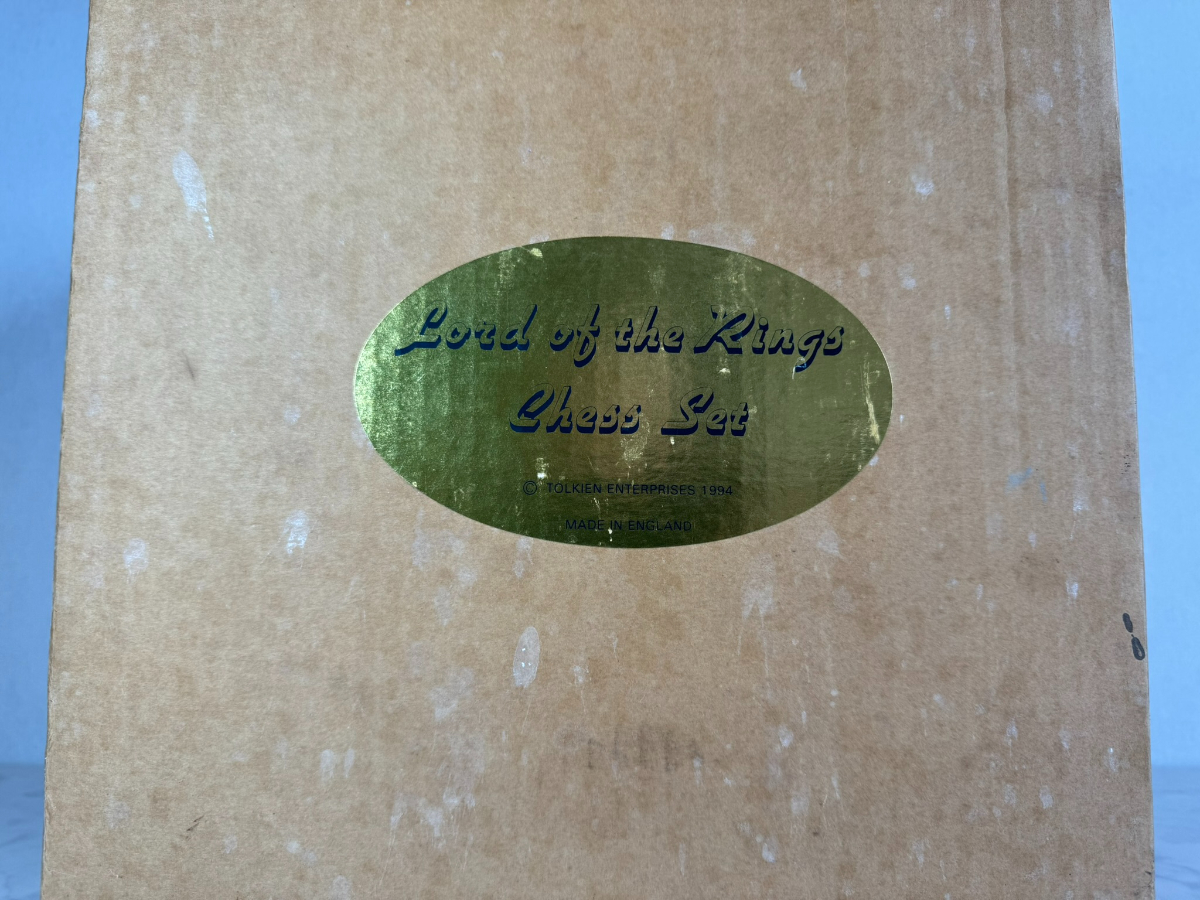 Lord of the Rings
Chess Set
© TOLKIEN ENTERPRISES 1994
MADE IN ENGLAND